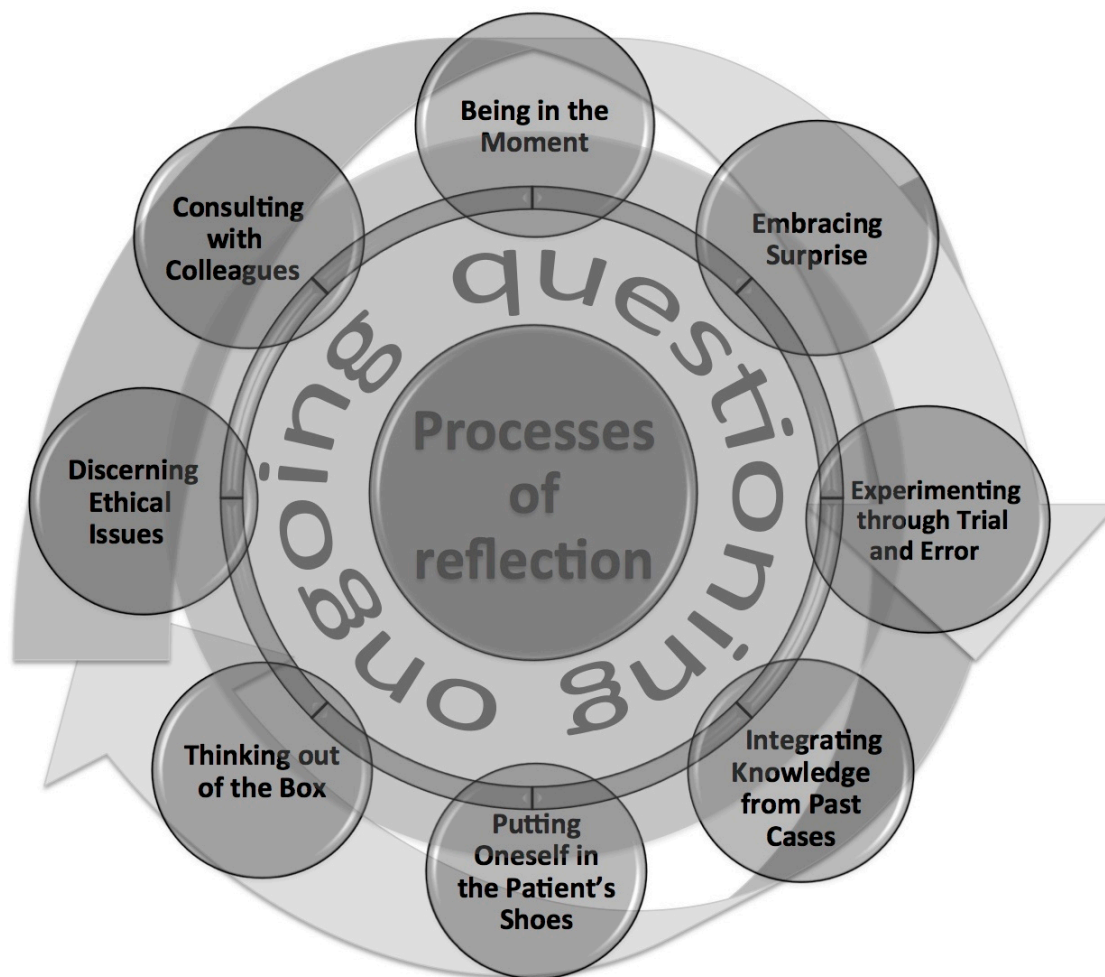 Being in the
Moment
Embracing
Surprise
Experimenting
through Trial
and Error
Integrating
Knowledge
from Past
Cases
Putting
Oneself in
the Patient’s
Shoes
Thinking out
of the Box
Discerning
Ethical
Issues
Consulting
with
Colleagues
ongoing questioning
Processes
of
reflection